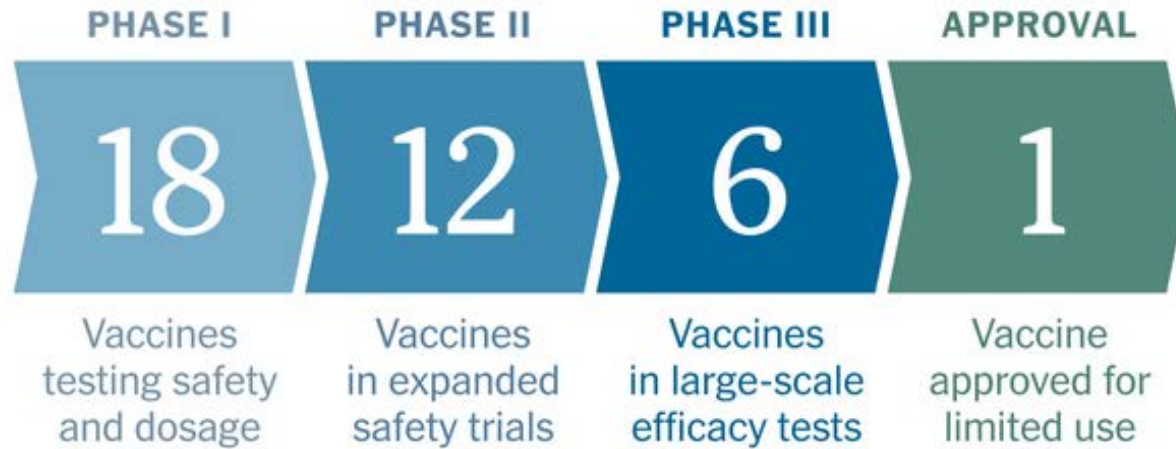 PHASE I
18
Vaccines
testing safety
and dosage
PHASE II
12
Vaccines
in expanded
safety trials
PHASE III
6
Vaccines
in large-scale
efficacy tests
APPROVAL
1
Vaccine
approved for
limited use